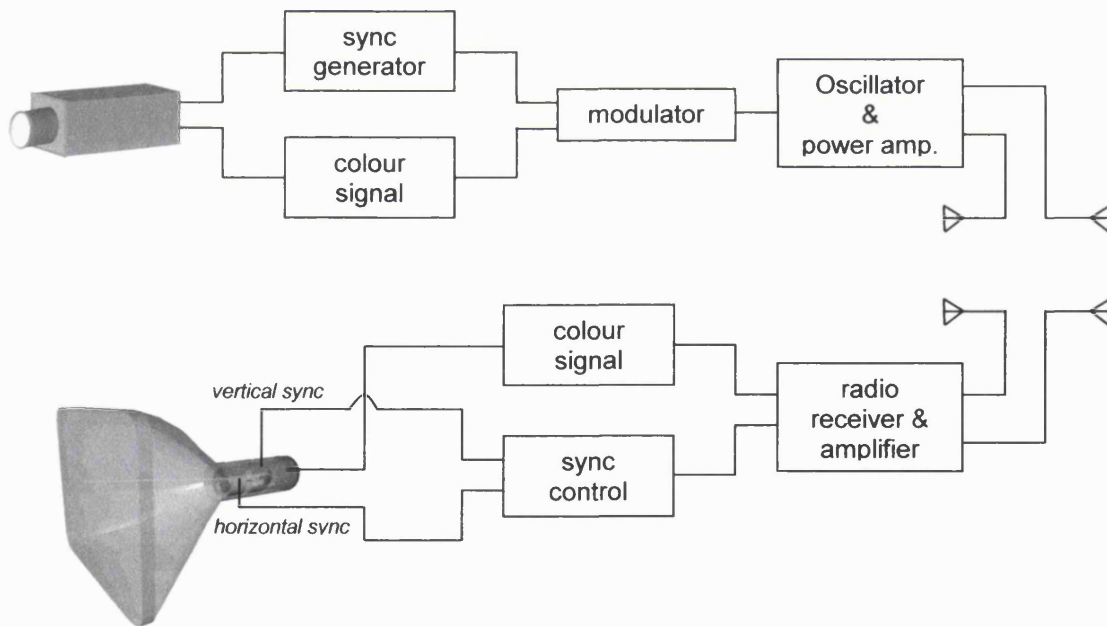 sync
generator
colour
signal
modulator
Oscillator
&
power amp.
colour
signal
vertical sync
radio
receiver &
amplifier
sync
control
horizontal sync